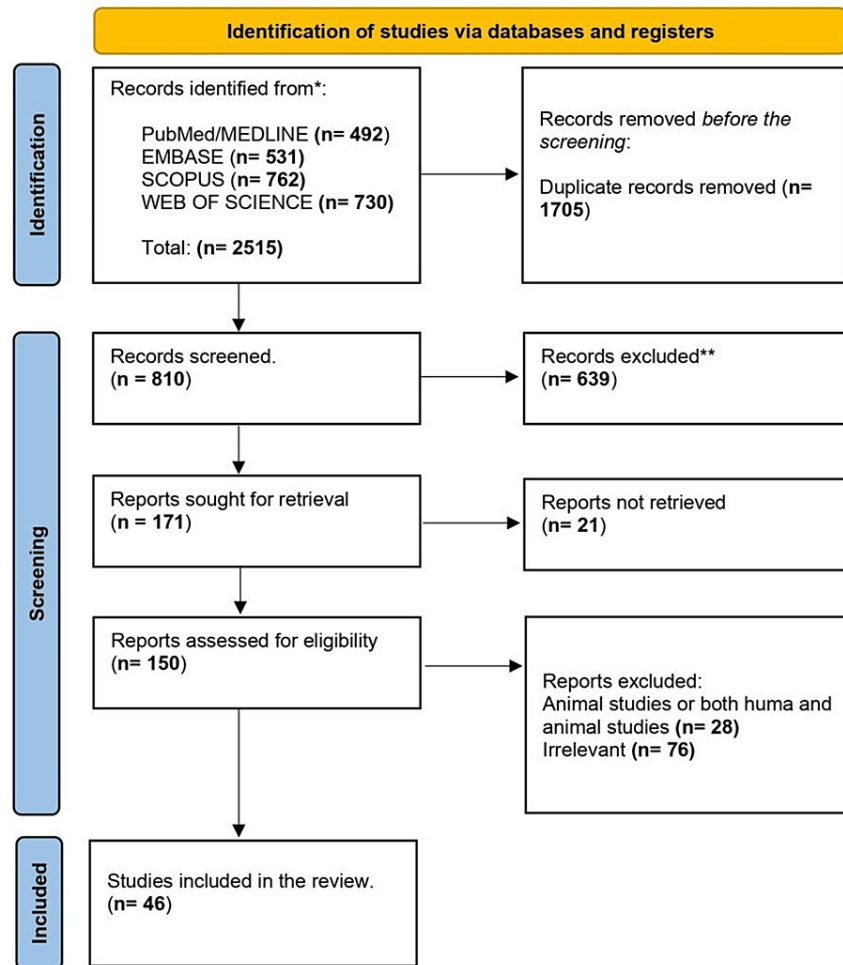 Identification of studies via databases and registers
Identification
Records identified from*:
PubMed/MEDLINE (n= 492)
EMBASE (n= 531)
SCOPUS (n= 762)
WEB OF SCIENCE (n= 730)
Total: (n= 2515)
Records removed before the
screening:
Duplicate records removed (n=
1705)
Screening
Records screened.
(n = 810)
Records excluded**
(n= 639)
Reports sought for retrieval
(n = 171)
Reports not retrieved
(n= 21)
Reports assessed for eligibility
(n= 150)
Reports excluded:
Animal studies or both huma and
animal studies (n= 28)
Irrelevant (n= 76)
Included
Studies included in the review.
(n= 46)